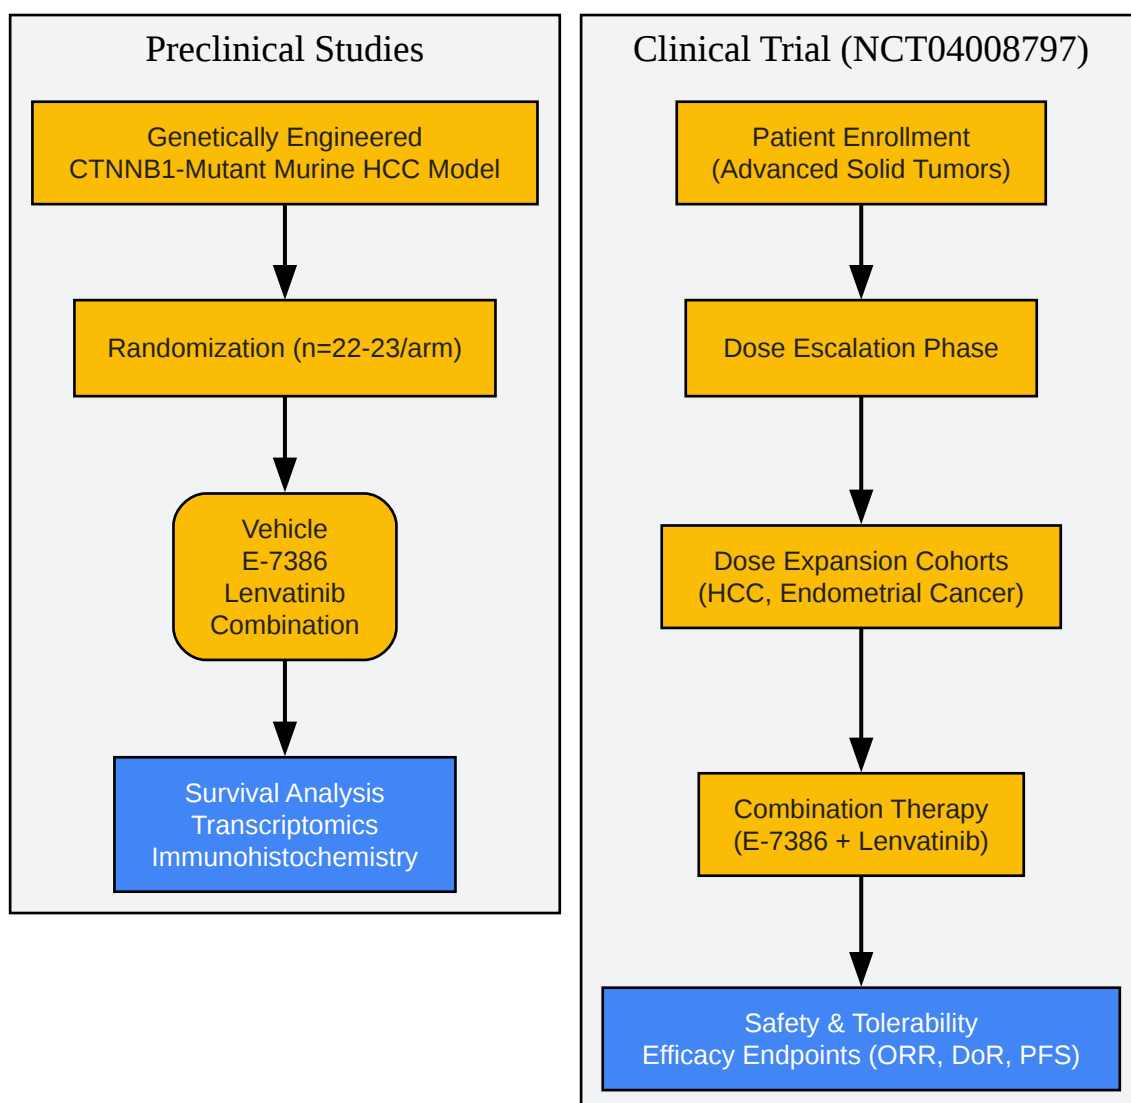 Preclinical Studies
Genetically Engineered
CTNNB1-Mutant Murine HCC Model
Randomization (n=22-23/arm)
Vehicle
E-7386
Lenvatinib
Combination
Survival Analysis
Transcriptomics
Immunohistochemistry
Clinical Trial (NCT04008797)
Patient Enrollment
(Advanced Solid Tumors)
Dose Escalation Phase
Dose Expansion Cohorts
(HCC, Endometrial Cancer)
Combination Therapy
(E-7386 + Lenvatinib)
Safety & Tolerability
Efficacy Endpoints (ORR, DoR, PFS)